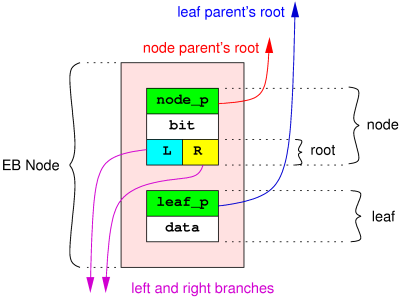 leaf parent's root
node parent's root
node_p
bit
L R
root
node
EB Node
leaf_p
data
leaf
left and right branches